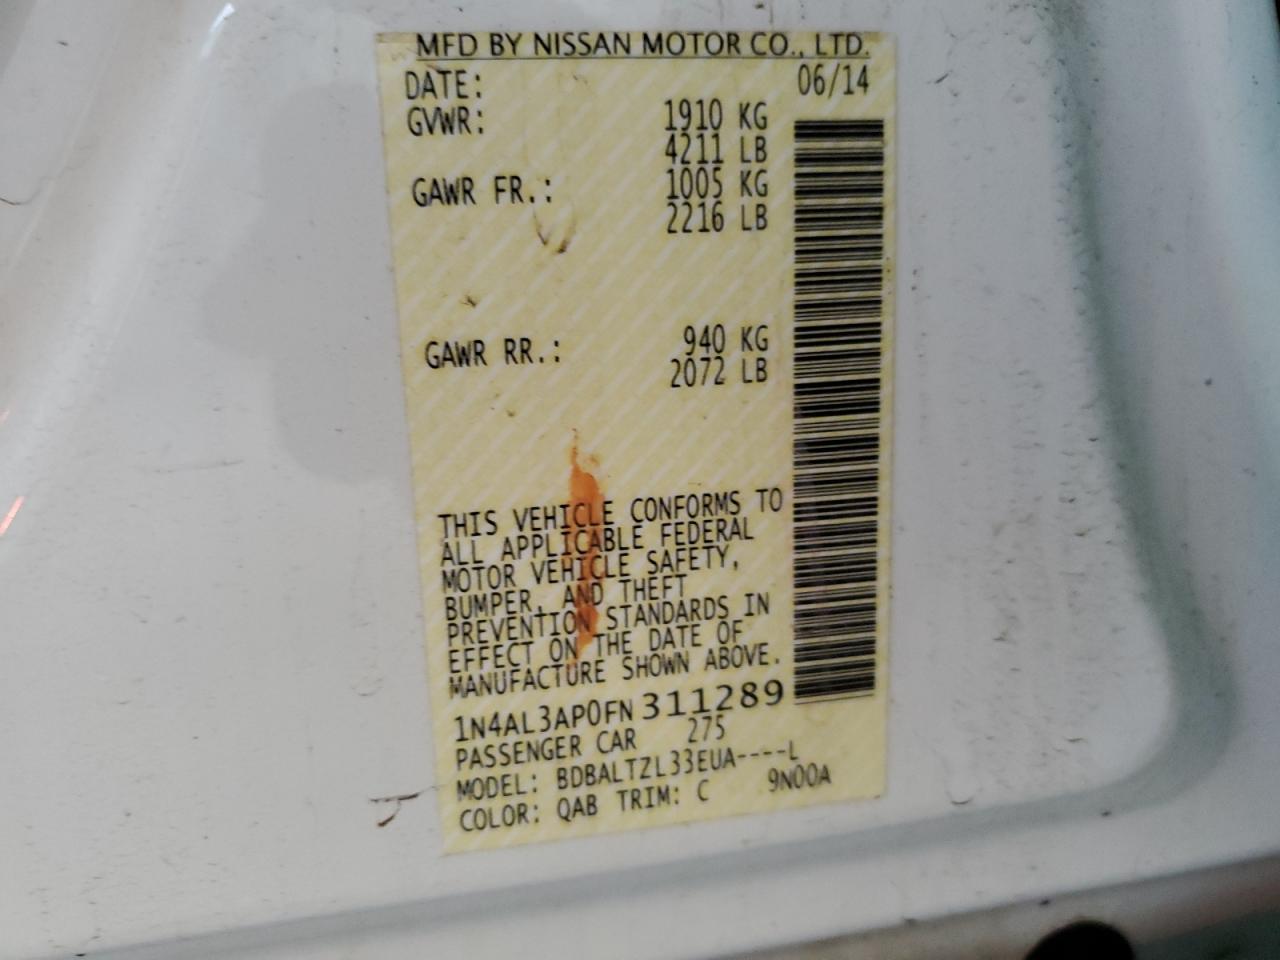 MFD BY NISSAN MOTOR CO., LTD.
DATE: 06/14
GVWR: 1910 KG
4211 LB
GAWR FR.: 1005 KG
2216 LB
GAWR RR.: 940 KG
2072 LB
THIS VEHICLE CONFORMS TO
ALL APPLICABLE FEDERAL
MOTOR VEHICLE SAFETY,
BUMPER, AND THEFT
PREVENTION STANDARDS IN
EFFECT ON THE DATE OF
MANUFACTURE SHOWN ABOVE.
1N4AL3AP0FN311289
PASSENGER CAR 275
MODEL: BDBALTZL33EUA----L
COLOR: QAB TRIM: C 9N00A